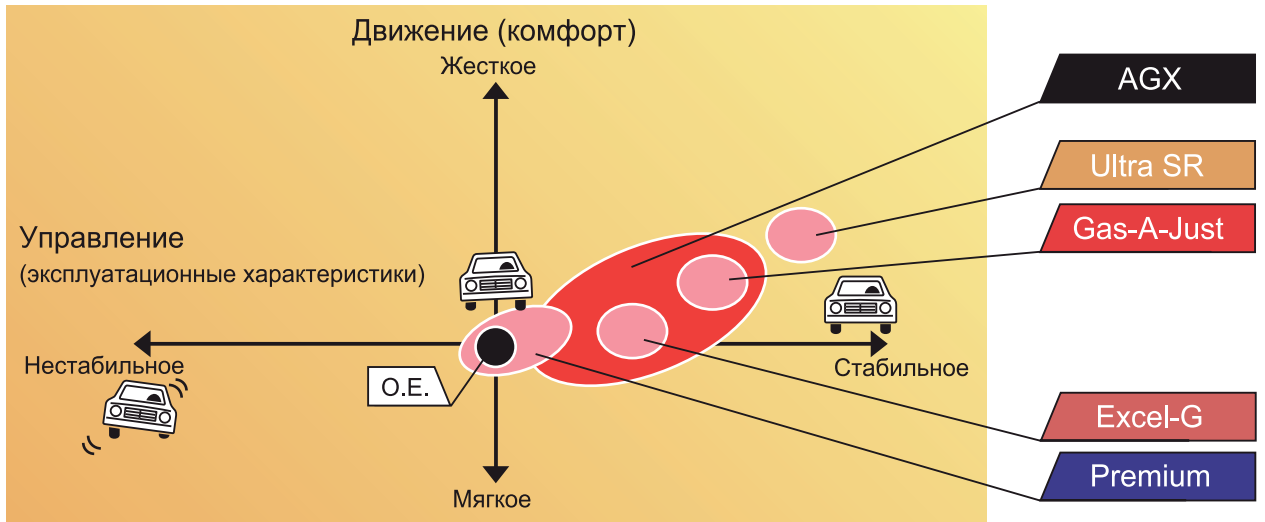 Движение (комфорт)
Жесткое
AGX
Ultra SR
Gas-A-Just
Управление
(эксплуатационные характеристики)
Нестабильное
Стабильное
O.E.
Excel-G
Premium
Мягкое